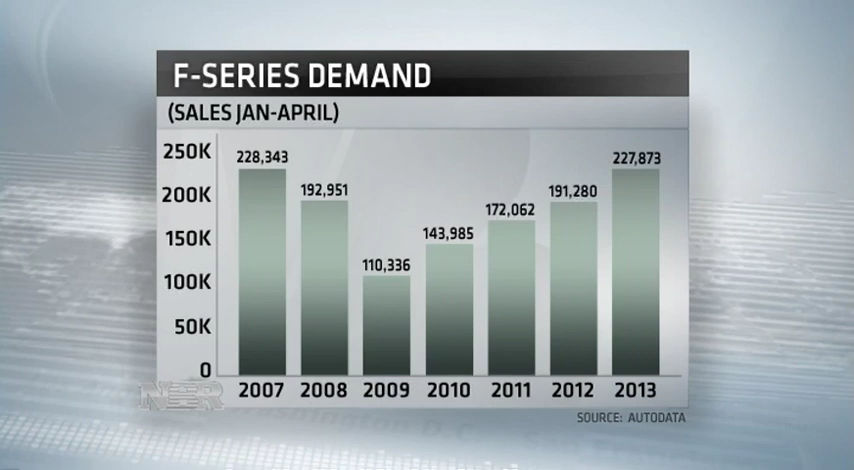 F-SERIES DEMAND
(SALES JAN-APRIL)
250K
200K
150K
100K
50K
0
228,343
192,951
110,336
143,985
172,062
191,280
227,873
2007 2008 2009 2010 2011 2012 2013
NBR
SOURCE: AUTODATA